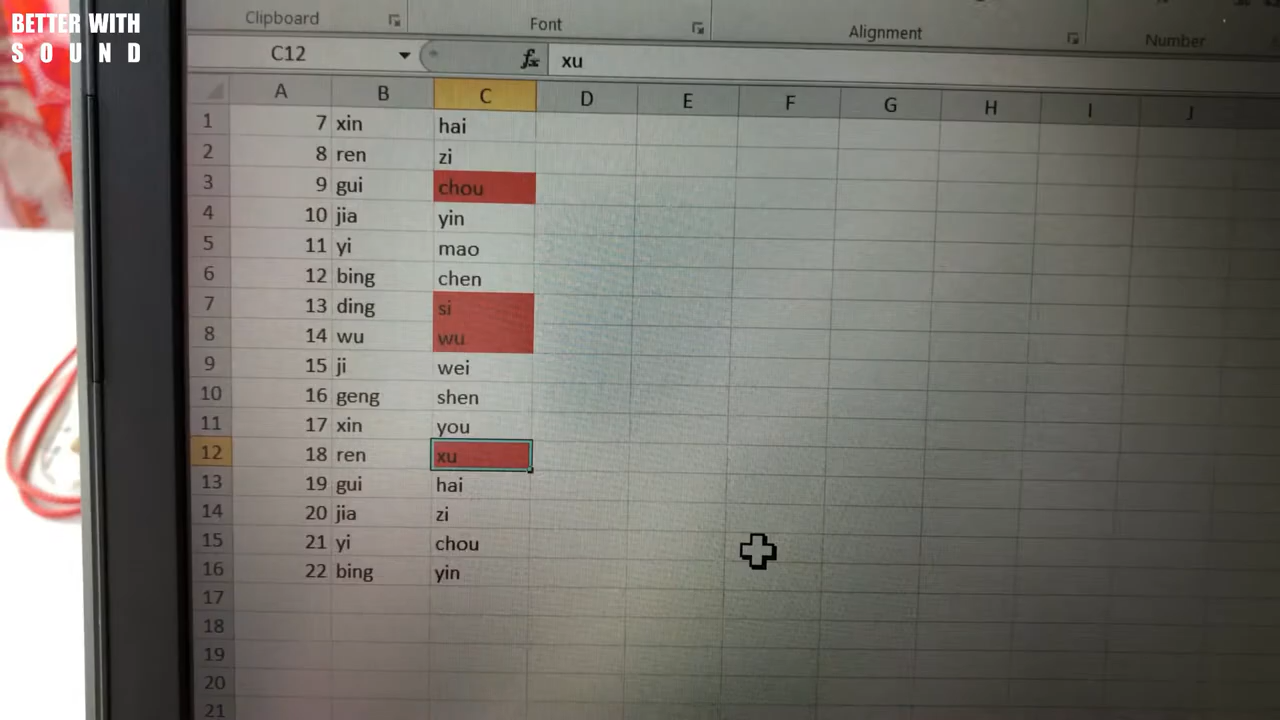 BETTER WITH
SOUND
Clipboard Font Alignment Number
C12 fx xu
A B C D E F G H I J
1 7 xin hai
2 8 ren zi
3 9 gui chou
4 10 jia yin
5 11 yi mao
6 12 bing chen
7 13 ding si
8 14 wu wu
9 15 ji wei
10 16 geng shen
11 17 xin you
12 18 ren xu
13 19 gui hai
14 20 jia zi
15 21 yi chou
16 22 bing yin
17
18
19
20
21